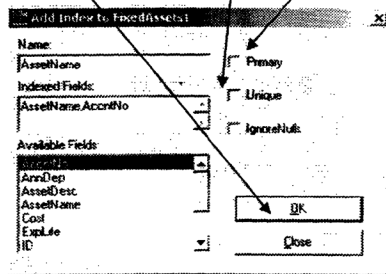 Add Index to FixedAssets1
Name:
AssetName
Primary
Indexed Fields:
Unique
AssetName,AccntNo
IgnoreNulls
Available Fields
AnnDep
AssetDesc
AssetName
Cost
ExpLife
ID
OK
Close